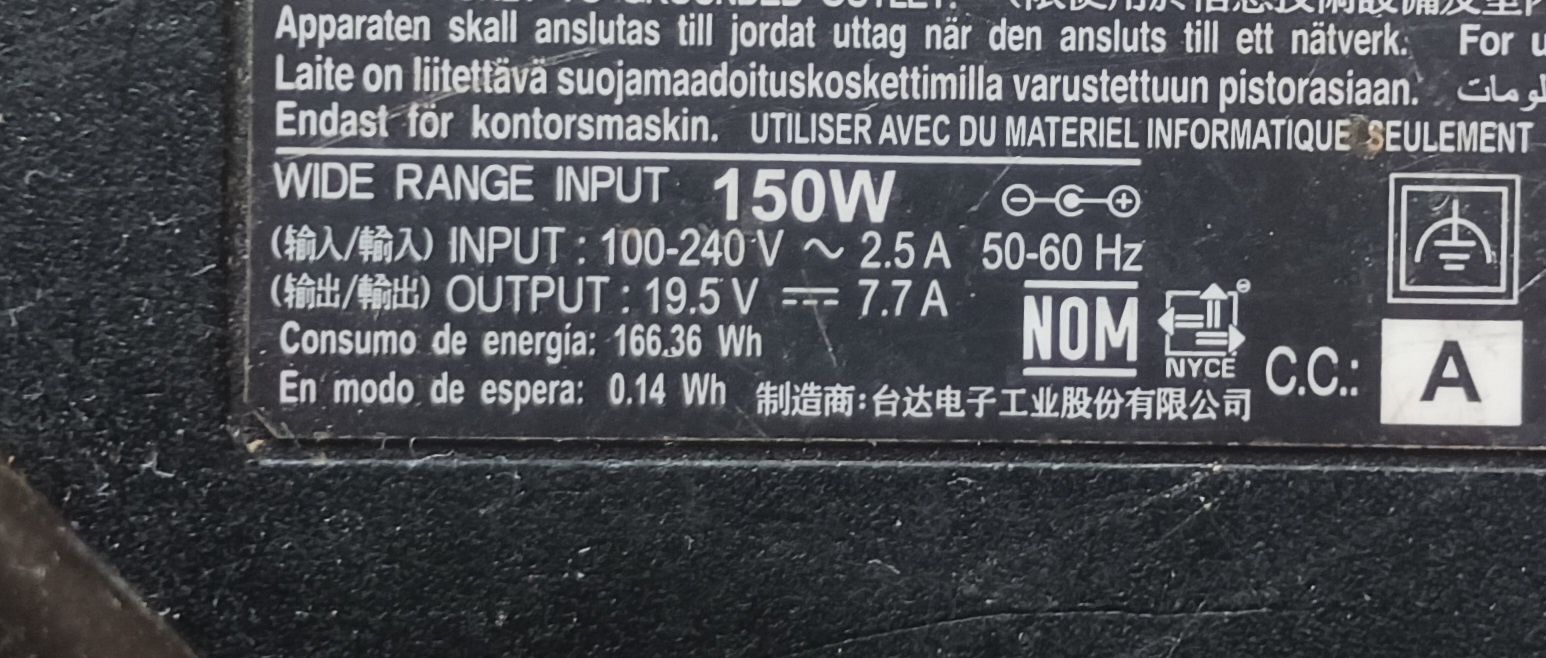 Apparaten skall anslutas till jordat uttag när den ansluts till ett nätverk. For
Laite on liitettävä suojamaadoituskoskettimilla varustettuun pistorasiaan.
Endast för kontorsmaskin. UTILISER AVEC DU MATERIEL INFORMATIQUE SEULEMENT
WIDE RANGE INPUT 150W
(输入/輸入) INPUT : 100-240 V ~ 2.5 A 50-60 Hz
(输出/輸出) OUTPUT : 19.5 V ⎓ 7.7 A
Consumo de energía: 166.36 Wh
NOM
NYCE
C.C.: A
En modo de espera: 0.14 Wh 制造商:台达电子工业股份有限公司